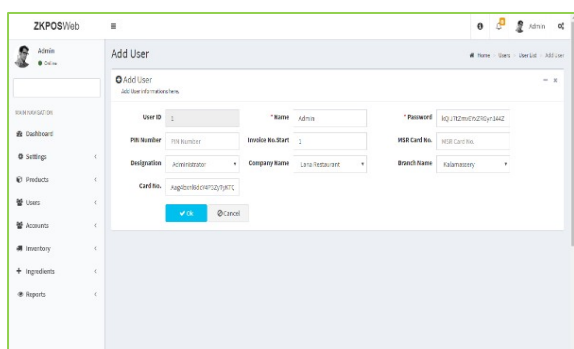 ZKPOSWeb
Admin
Admin
Online
Add User
Home > Users > User List > Add User
Add User
Add User informations here.
MAIN NAVIGATION
Dashboard
Settings
Products
Users
Accounts
Inventory
Ingredients
Reports
User ID 1
* Name Admin
* Password
PIN Number PIN Number
Invoice No.Start 1
MSR Card No. MSR Card No.
Designation Administrator
Company Name Lena Restaurant
Branch Name Kalamassery
Card No.
Ok
Cancel